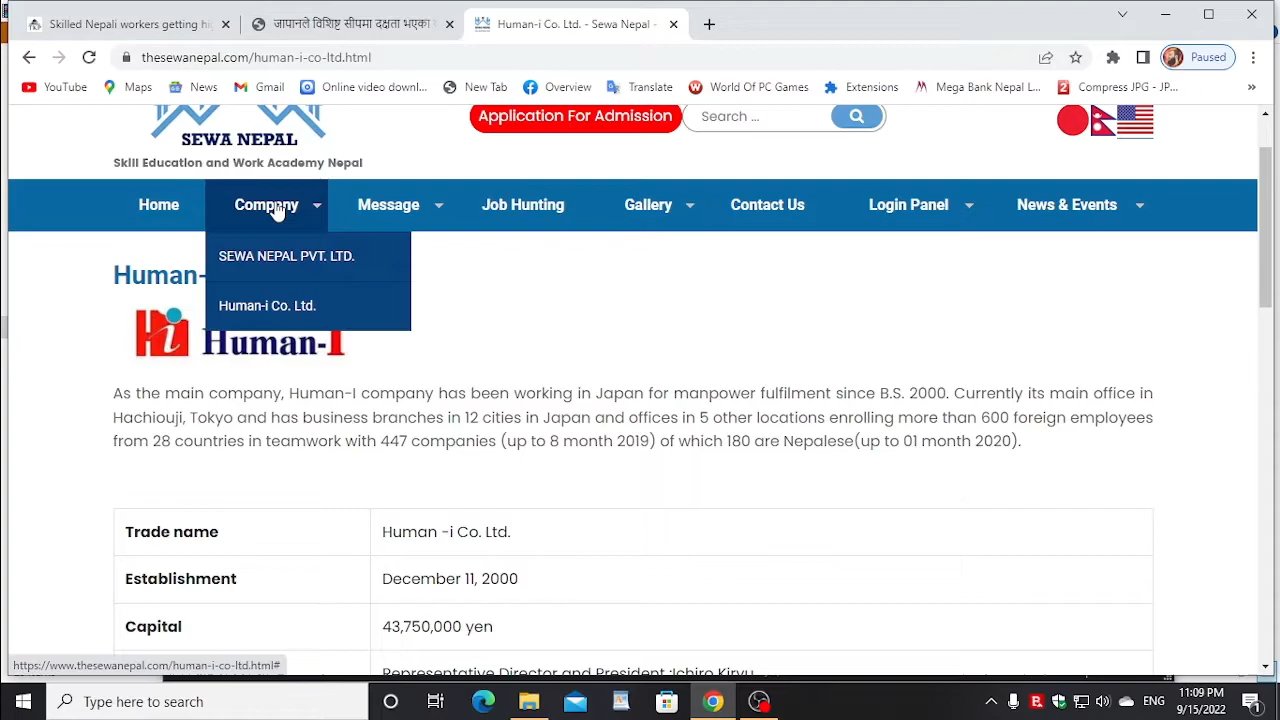 Skilled Nepali workers getting hi
जापानले विशिष्ट सीपमा दक्षता भएका
Human-i Co. Ltd. - Sewa Nepal -
thesewanepal.com/human-i-co-ltd.html
Paused
YouTube
Maps
News
Gmail
Online video downl...
New Tab
Overview
Translate
World Of PC Games
Extensions
Mega Bank Nepal L...
Compress JPG - JP...
»
SEWA NEPAL
Skill Education and Work Academy Nepal
Application For Admission
Search ...
Home
Company
Message
Job Hunting
Gallery
Contact Us
Login Panel
News & Events
SEWA NEPAL PVT. LTD.
Human-i Co. Ltd.
Human-
Hi
Human-I
As the main company, Human-I company has been working in Japan for manpower fulfilment since B.S. 2000. Currently its main office in
Hachiouji, Tokyo and has business branches in 12 cities in Japan and offices in 5 other locations enrolling more than 600 foreign employees
from 28 countries in teamwork with 447 companies (up to 8 month 2019) of which 180 are Nepalese(up to 01 month 2020).
Trade name
Human -i Co. Ltd.
Establishment
December 11, 2000
Capital
43,750,000 yen
Representative Director and President :Ichiro Kiryu
https://www.thesewanepal.com/human-i-co-ltd.html#
Type here to search
ENG
11:09 PM
9/15/2022
1